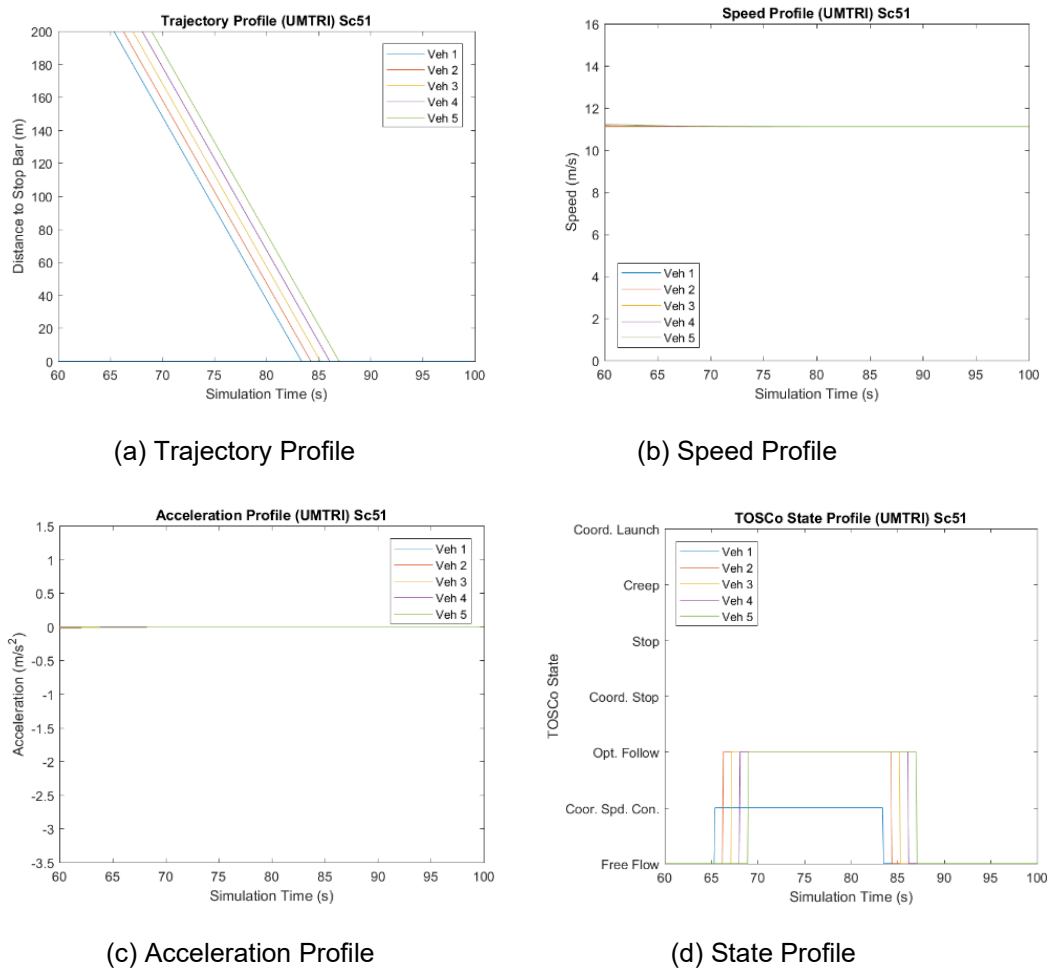 Trajectory Profile (UMTRI) Sc51
200
180
160
140
120
100
80
60
40
20
0
Distance to Stop Bar (m)
Veh 1
Veh 2
Veh 3
Veh 4
Veh 5
60 65 70 75 80 85 90 95 100
Simulation Time (s)
(a) Trajectory Profile
Speed Profile (UMTRI) Sc51
16
14
12
10
8
6
4
2
0
Speed (m/s)
Veh 1
Veh 2
Veh 3
Veh 4
Veh 5
60 65 70 75 80 85 90 95 100
Simulation Time (s)
(b) Speed Profile
Acceleration Profile (UMTRI) Sc51
1.5
1
0.5
0
-0.5
-1
-1.5
-2
-2.5
-3
-3.5
Acceleration (m/s²)
Veh 1
Veh 2
Veh 3
Veh 4
Veh 5
60 65 70 75 80 85 90 95 100
Simulation Time (s)
(c) Acceleration Profile
TOSCo State Profile (UMTRI) Sc51
Coord. Launch
Creep
Stop
Coord. Stop
Opt. Follow
Coor. Spd. Con.
Free Flow
TOSCo State
Veh 1
Veh 2
Veh 3
Veh 4
Veh 5
60 65 70 75 80 85 90 95 100
Simulation Time (s)
(d) State Profile